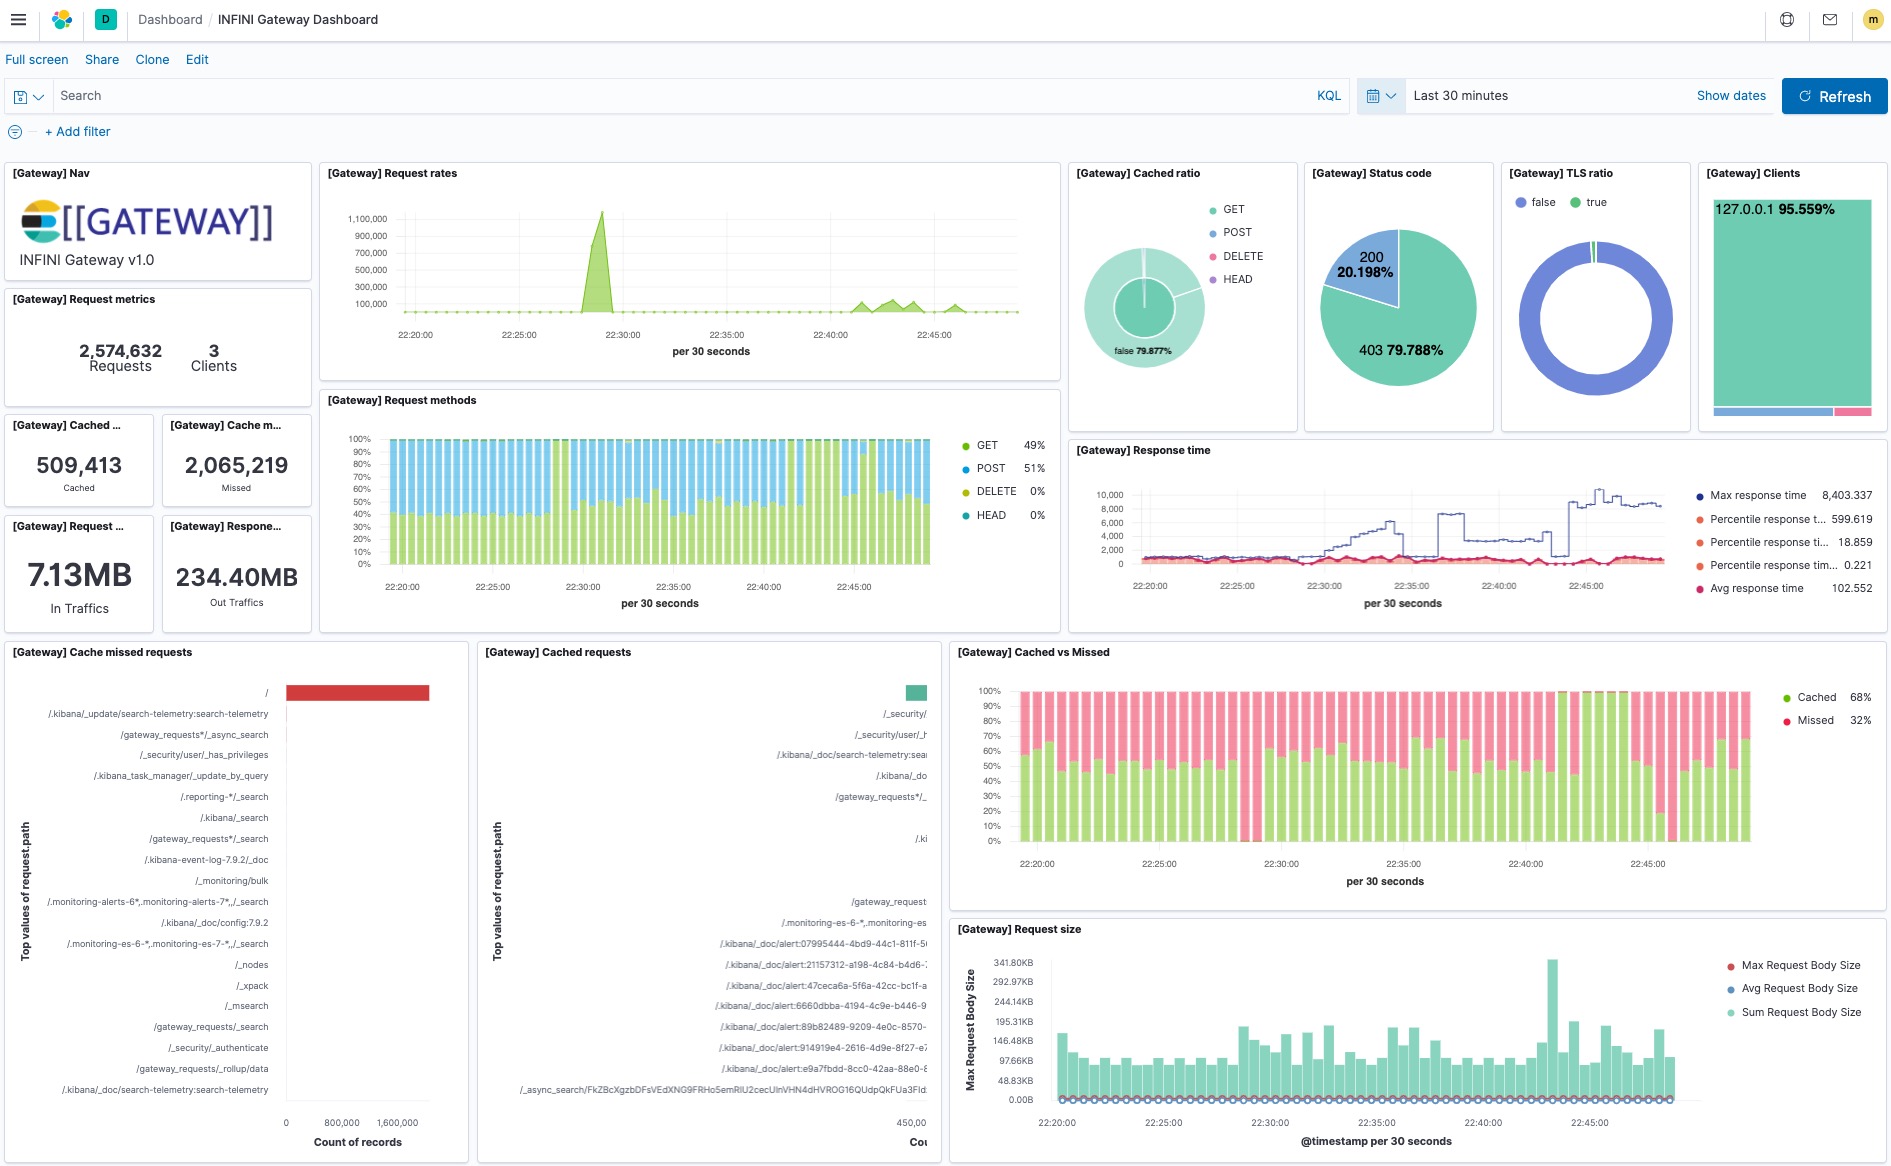 D
Dashboard / INFINI Gateway Dashboard
m
Full screen Share Clone Edit
Search KQL Last 30 minutes Show dates Refresh
+ Add filter
[Gateway] Nav
[[GATEWAY]]
INFINI Gateway v1.0
[Gateway] Request metrics
2,574,632 3
Requests Clients
[Gateway] Cached ...
509,413
Cached
[Gateway] Cache m...
2,065,219
Missed
[Gateway] Request ...
7.13MB
In Traffics
[Gateway] Respone...
234.40MB
Out Traffics
[Gateway] Request rates
1,100,000
900,000
700,000
500,000
300,000
100,000
22:20:00 22:25:00 22:30:00 22:35:00 22:40:00 22:45:00
per 30 seconds
[Gateway] Request methods
100%
90%
80%
70%
60%
50%
40%
30%
20%
10%
0%
22:20:00 22:25:00 22:30:00 22:35:00 22:40:00 22:45:00
per 30 seconds
GET 49%
POST 51%
DELETE 0%
HEAD 0%
[Gateway] Cached ratio
GET
POST
DELETE
HEAD
false 79.877%
[Gateway] Status code
200
20.198%
403 79.788%
[Gateway] TLS ratio
false true
[Gateway] Clients
127.0.0.1 95.559%
[Gateway] Response time
10,000
8,000
6,000
4,000
2,000
0
22:20:00 22:25:00 22:30:00 22:35:00 22:40:00 22:45:00
per 30 seconds
Max response time 8,403.337
Percentile response t... 599.619
Percentile response ti... 18.859
Percentile response tim... 0.221
Avg response time 102.552
[Gateway] Cache missed requests
Top values of request.path
/
/.kibana/_update/search-telemetry:search-telemetry
/gateway_requests*/_async_search
/_security/user/_has_privileges
/.kibana_task_manager/_update_by_query
/.reporting-*/_search
/.kibana/_search
/gateway_requests*/_search
/.kibana-event-log-7.9.2/_doc
/_monitoring/bulk
/.monitoring-alerts-6*,.monitoring-alerts-7*,,/_search
/.kibana/_doc/config:7.9.2
/.monitoring-es-6-*,.monitoring-es-7-*,,/_search
/_nodes
/_xpack
/_msearch
/gateway_requests/_search
/_security/_authenticate
/gateway_requests/_rollup/data
/.kibana/_doc/search-telemetry:search-telemetry
0 800,000 1,600,000
Count of records
[Gateway] Cached requests
Top values of request.path
/_security/
/_security/user/_h
/.kibana/_doc/search-telemetry:sear
/.kibana/_do
/gateway_requests*/_
/.ki
/gateway_request
/.monitoring-es-6-*,.monitoring-es
/.kibana/_doc/alert:07995444-4bd9-44c1-811f-5
/.kibana/_doc/alert:21157312-a198-4c84-b4d6-
/.kibana/_doc/alert:47ceca6a-5f6a-42cc-bc1f-a
/.kibana/_doc/alert:6660dbba-4194-4c9e-b446-9
/.kibana/_doc/alert:89b82489-9209-4e0c-8570-
/.kibana/_doc/alert:914919e4-2616-4d9e-8f27-e
/.kibana/_doc/alert:e9a7fbdd-8cc0-42aa-88e0-8
450,00
Cou
[Gateway] Cached vs Missed
100%
90%
80%
70%
60%
50%
40%
30%
20%
10%
0%
22:20:00 22:25:00 22:30:00 22:35:00 22:40:00 22:45:00
per 30 seconds
Cached 68%
Missed 32%
[Gateway] Request size
Max Request Body Size
341.80KB
292.97KB
244.14KB
195.31KB
146.48KB
97.66KB
48.83KB
0.00B
22:20:00 22:25:00 22:30:00 22:35:00 22:40:00 22:45:00
@timestamp per 30 seconds
Max Request Body Size
Avg Request Body Size
Sum Request Body Size